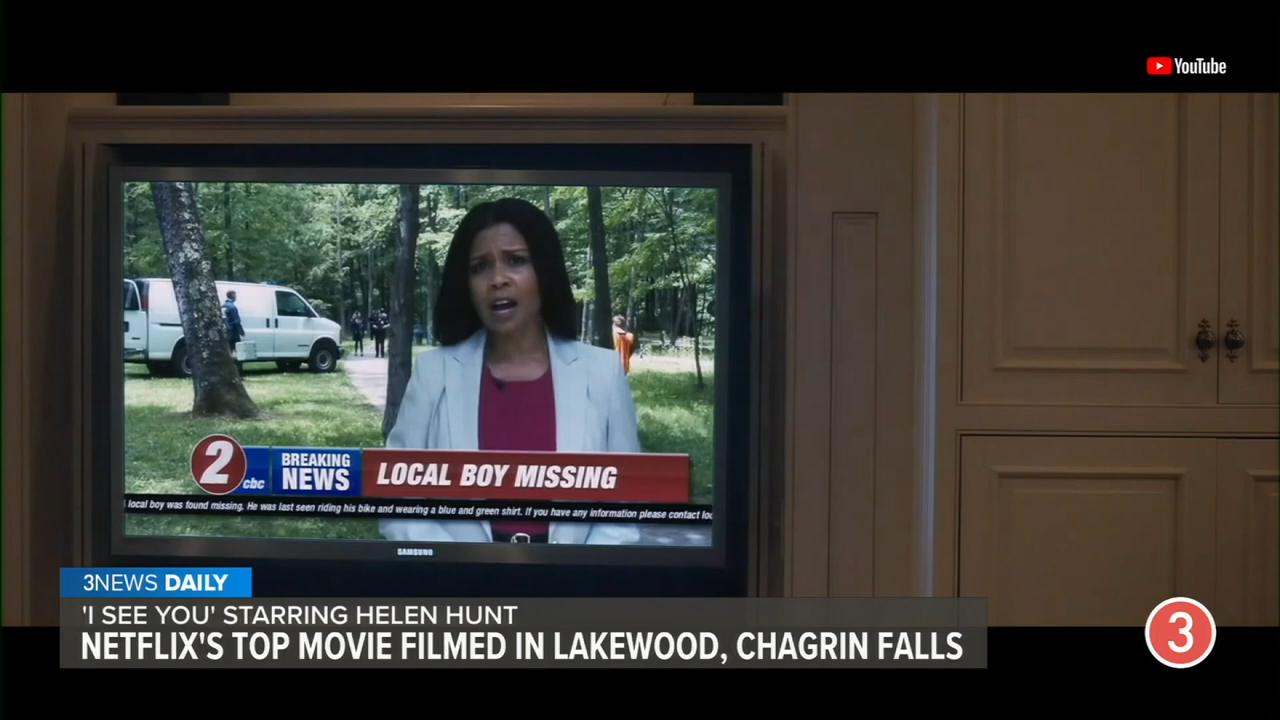 YouTube
2
cbc
BREAKING
NEWS
LOCAL BOY MISSING
local boy was found missing. He was last seen riding his bike and wearing a blue and green shirt. If you have any information please contact
SAMSUNG
3NEWS DAILY
'I SEE YOU' STARRING HELEN HUNT
NETFLIX'S TOP MOVIE FILMED IN LAKEWOOD, CHAGRIN FALLS
3